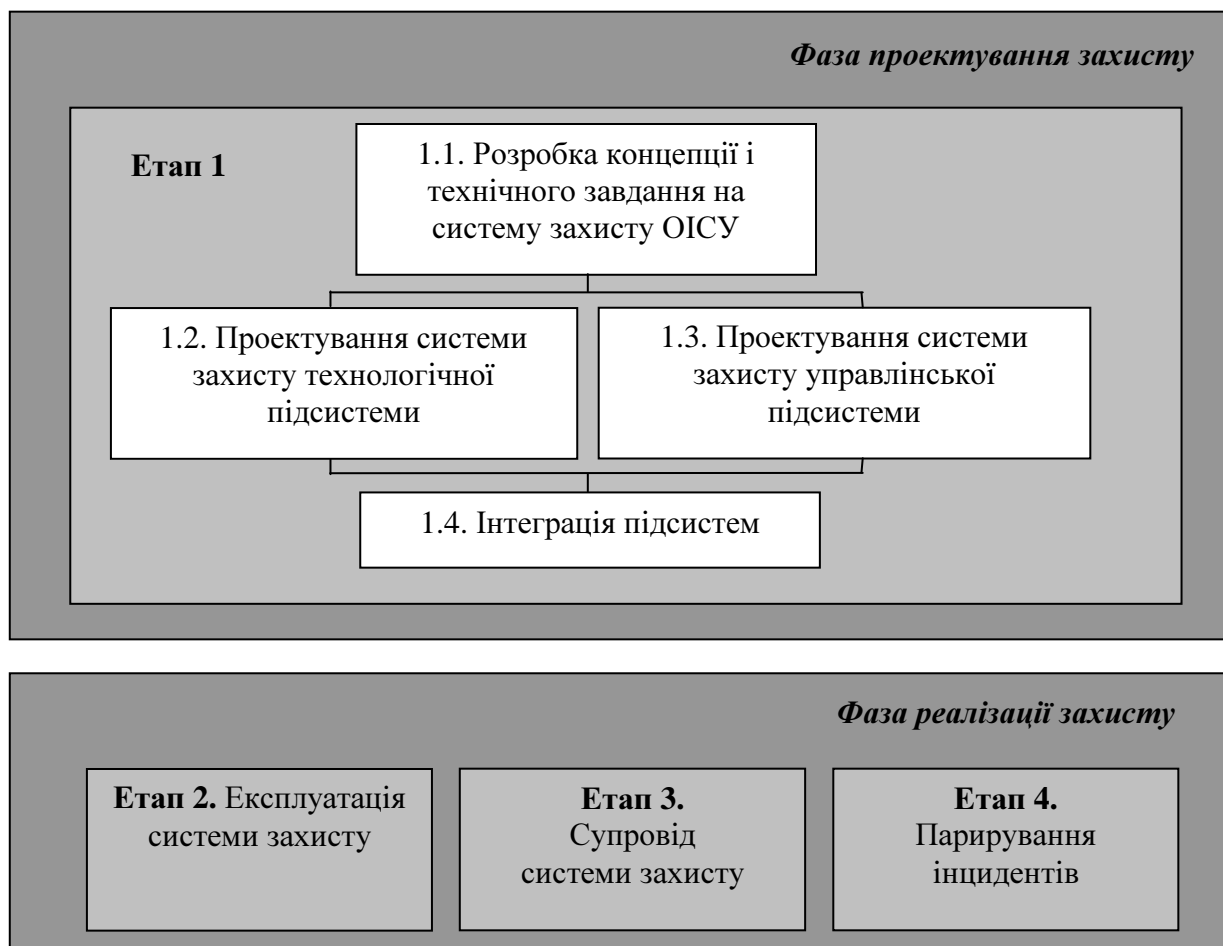 Фаза проектування захисту
Етап 1
1.1. Розробка концепції і
технічного завдання на
систему захисту ОІСУ
1.2. Проектування системи
захисту технологічної
підсистеми
1.3. Проектування системи
захисту управлінської
підсистеми
1.4. Інтеграція підсистем
Фаза реалізації захисту
Етап 2. Експлуатація
системи захисту
Етап 3.
Супровід
системи захисту
Етап 4.
Парирування
інцидентів